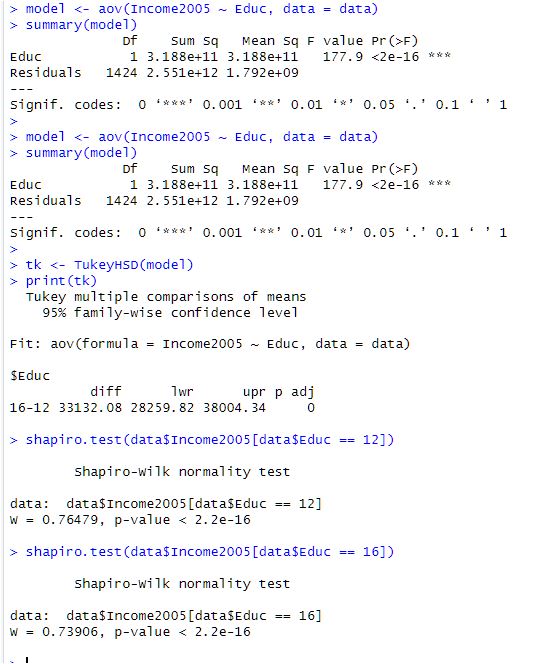 > model <- aov(Income2005 ~ Educ, data = data)
> summary(model)
              Df    Sum Sq   Mean Sq F value Pr(>F)
Educ           1 3.188e+11 3.188e+11   177.9 <2e-16 ***
Residuals   1424 2.551e+12 1.792e+09
---
Signif. codes:  0 ‘***’ 0.001 ‘**’ 0.01 ‘*’ 0.05 ‘.’ 0.1 ‘ ’ 1
>
> model <- aov(Income2005 ~ Educ, data = data)
> summary(model)
              Df    Sum Sq   Mean Sq F value Pr(>F)
Educ           1 3.188e+11 3.188e+11   177.9 <2e-16 ***
Residuals   1424 2.551e+12 1.792e+09
---
Signif. codes:  0 ‘***’ 0.001 ‘**’ 0.01 ‘*’ 0.05 ‘.’ 0.1 ‘ ’ 1
>
> tk <- TukeyHSD(model)
> print(tk)
  Tukey multiple comparisons of means
    95% family-wise confidence level

Fit: aov(formula = Income2005 ~ Educ, data = data)

$Educ
          diff      lwr      upr p adj
16-12 33132.08 28259.82 38004.34     0

> shapiro.test(data$Income2005[data$Educ == 12])

        Shapiro-Wilk normality test

data:  data$Income2005[data$Educ == 12]
W = 0.76479, p-value < 2.2e-16

> shapiro.test(data$Income2005[data$Educ == 16])

        Shapiro-Wilk normality test

data:  data$Income2005[data$Educ == 16]
W = 0.73906, p-value < 2.2e-16

>